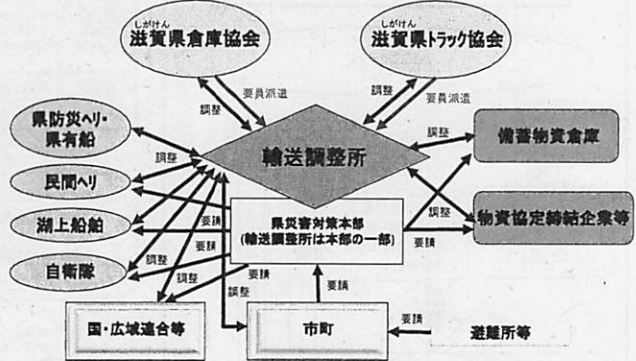 しがけん
滋賀県倉庫協会
しがけん
滋賀県トラック協会
調整
要員派遣
調整
要員派遣
県防災ヘリ・
県有船
調整
輸送調整所
調整
備蓄物資倉庫
民間ヘリ
調整
湖上船舶
要請
県災害対策本部
(輸送調整所は本部の一部)
要請
物資協定締結企業等
要請
自衛隊
調整
要請
調整
要請
国・広域連合等
市町
要請
避難所等